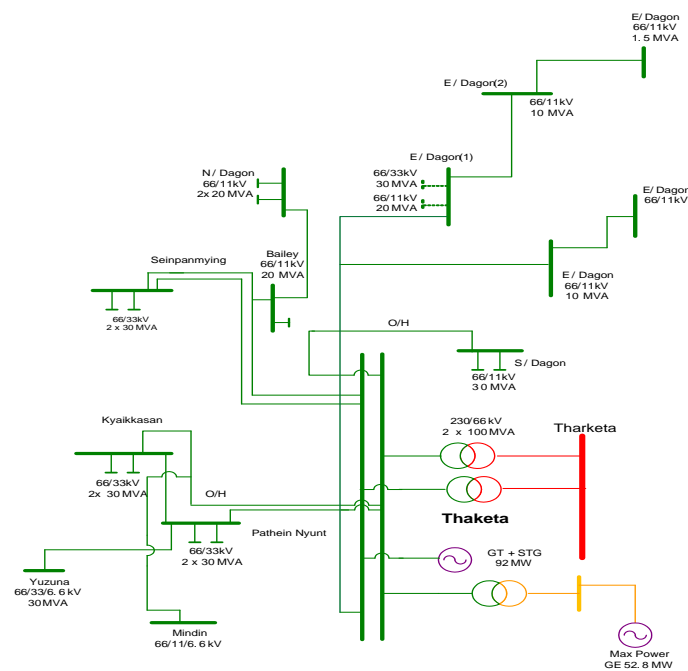 E/ Dagon
66/11kV
1. 5 MVA
E/ Dagon(2)
66/11kV
10 MVA
E/ Dagon(1)
66/33kV
30 MVA
66/11kV
20 MVA
N/ Dagon
66/11kV
2x 20 MVA
E/ Dagon
66/11kV
Seinpanmying
66/33kV
2 x 30 MVA
Bailey
66/11kV
20 MVA
E/ Dagon
66/11kV
10 MVA
O/H
S/ Dagon
66/11kV
30 MVA
Kyaikkasan
66/33kV
2x 30 MVA
O/H
230/66 kV
2 x 100 MVA
Tharketa
Thaketa
Pathein Nyunt
66/33kV
2 x 30 MVA
GT + STG
92 MW
Yuzuna
66/33/6. 6 kV
30 MVA
Mindin
66/11/6. 6 kV
Max Power
GE 52. 8 MW